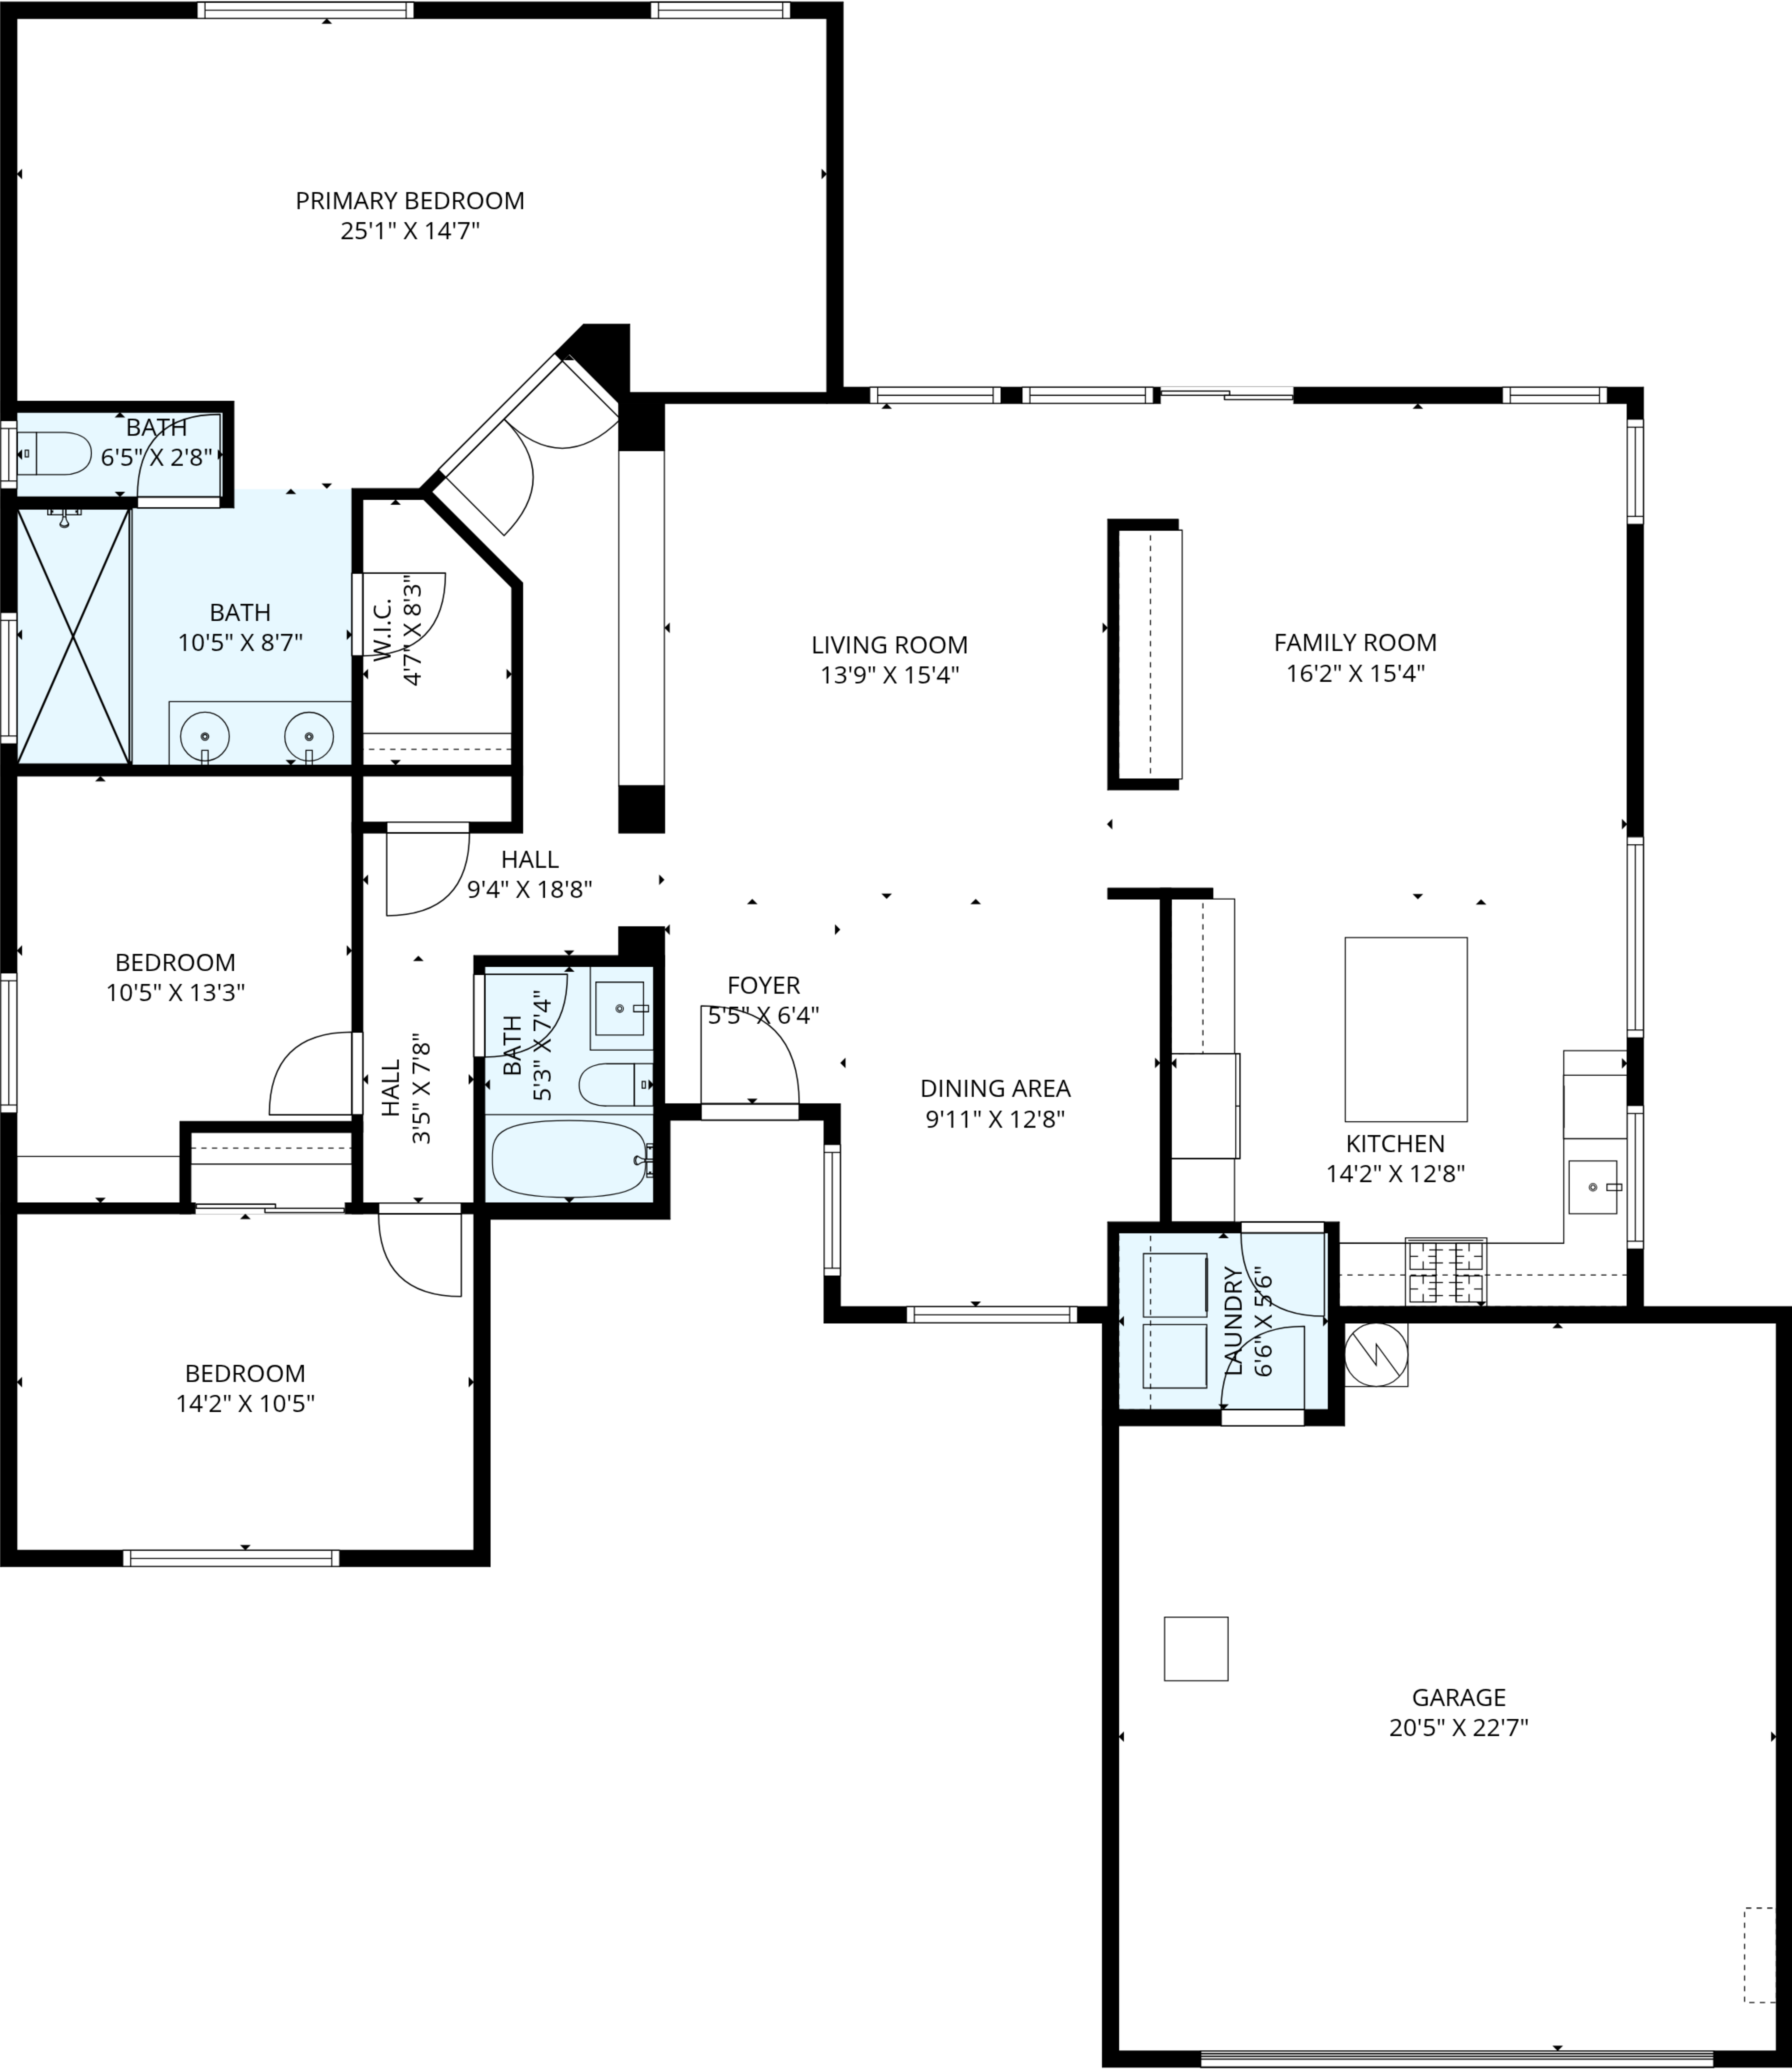 PRIMARY BEDROOM
25'1" X 14'7"
BATH
6'5" X 2'8"
BATH
10'5" X 8'7"
W.I.C.
4'7" X 8'3"
LIVING ROOM
13'9" X 15'4"
FAMILY ROOM
16'2" X 15'4"
HALL
9'4" X 18'8"
BEDROOM
10'5" X 13'3"
HALL
3'5" X 7'8"
BATH
5'3" X 7'4"
FOYER
5'5" X 6'4"
DINING AREA
9'11" X 12'8"
KITCHEN
14'2" X 12'8"
LAUNDRY
6'6" X 5'6"
BEDROOM
14'2" X 10'5"
GARAGE
20'5" X 22'7"